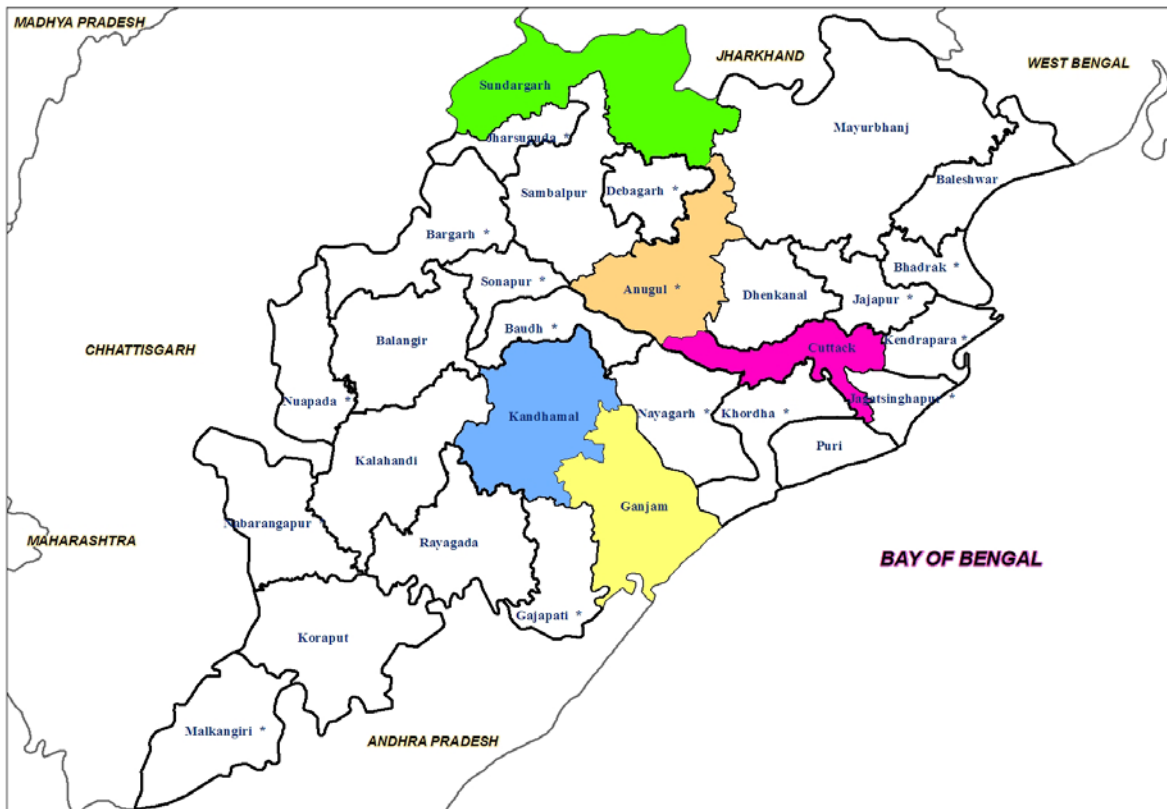 MADHYA PRADESH
JHARKHAND
WEST BENGAL
Sundargarh
Mayurbhanj
Jharsuguda *
Sambalpur
Debagarh *
Baleshwar
Bargarh *
Bhadrak *
Sonapur *
Anugul *
Dhenkanal
Jajapur *
Baudh *
Balangir
Cuttack
Kendrapara *
CHHATTISGARH
Nuapada *
Kandhamal
Nayagarh *
Khordha *
Jagatsinghapur *
Puri
Kalahandi
Ganjam
Nabarangapur *
MAHARASHTRA
Rayagada
BAY OF BENGAL
Gajapati *
Koraput
Malkangiri *
ANDHRA PRADESH